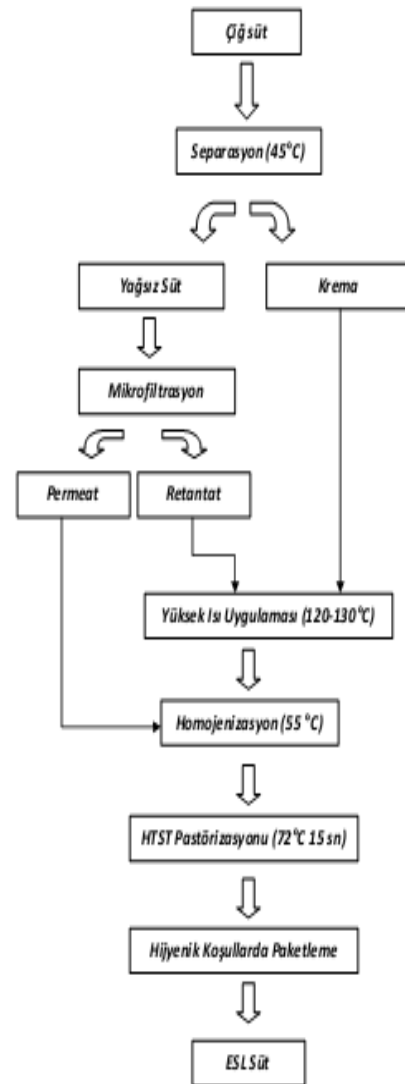 Çiğ süt
Separasyon (45°C)
Yağsız Süt
Krema
Mikrofiltrasyon
Permeat
Retantat
Yüksek Isı Uygulaması (120-130°C)
Homojenizasyon (55 °C)
HTST Pastörizasyonu (72°C 15 sn)
Hijyenik Koşullarda Paketleme
ESL Süt